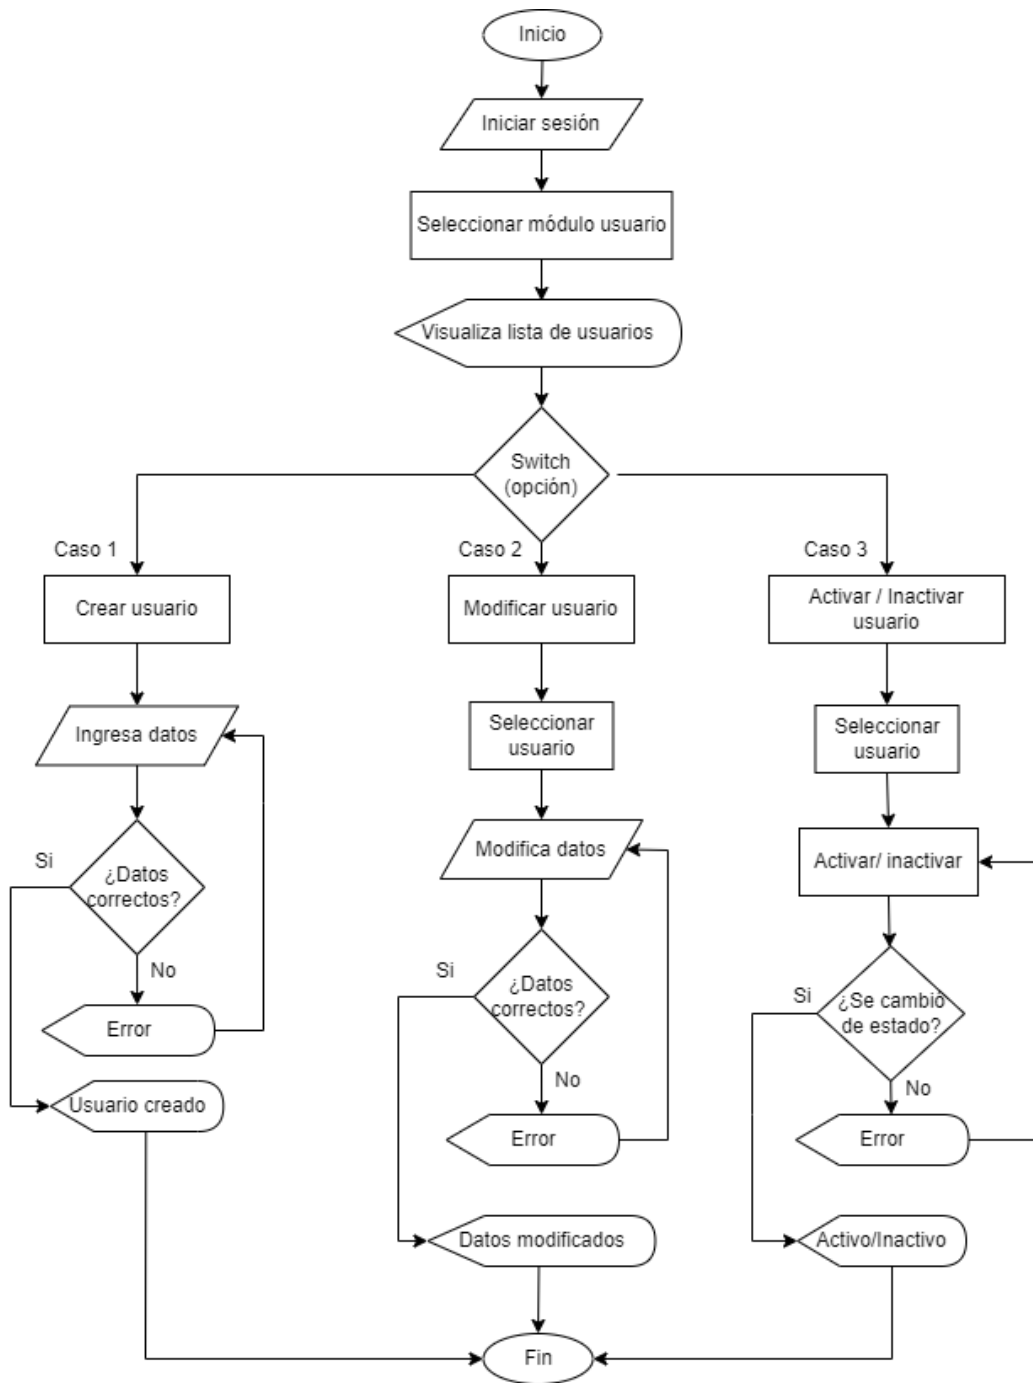 Inicio
Iniciar sesión
Seleccionar módulo usuario
Visualiza lista de usuarios
Switch
(opción)
Caso 1
Crear usuario
Ingresa datos
Si
¿Datos
correctos?
No
Error
Usuario creado
Caso 2
Modificar usuario
Seleccionar
usuario
Modifica datos
Si
¿Datos
correctos?
No
Error
Datos modificados
Caso 3
Activar / Inactivar
usuario
Seleccionar
usuario
Activar/ inactivar
Si
¿Se cambió
de estado?
No
Error
Activo/Inactivo
Fin